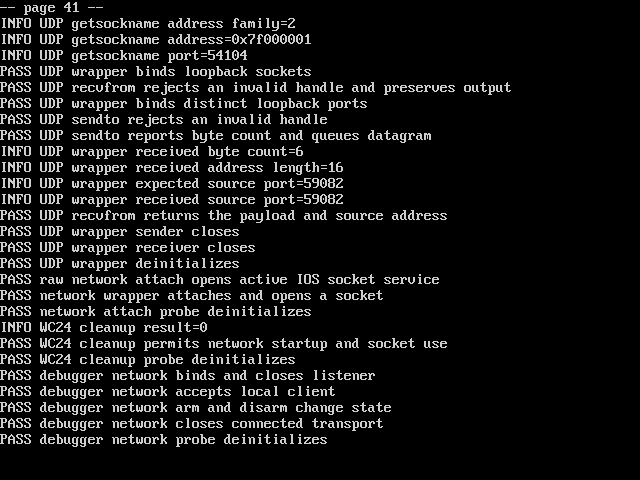 -- page 41 --
INFO UDP getsockname address family=2
INFO UDP getsockname address=0x7f000001
INFO UDP getsockname port=54104
PASS UDP wrapper binds loopback sockets
PASS UDP recvfrom rejects an invalid handle and preserves output
PASS UDP wrapper binds distinct loopback ports
PASS UDP sendto rejects an invalid handle
PASS UDP sendto reports byte count and queues datagram
INFO UDP wrapper received byte count=6
INFO UDP wrapper received address length=16
INFO UDP wrapper expected source port=59082
INFO UDP wrapper received source port=59082
PASS UDP recvfrom returns the payload and source address
PASS UDP wrapper sender closes
PASS UDP wrapper receiver closes
PASS UDP wrapper deinitializes
PASS raw network attach opens active IOS socket service
PASS network wrapper attaches and opens a socket
PASS network attach probe deinitializes
INFO WC24 cleanup result=0
PASS WC24 cleanup permits network startup and socket use
PASS WC24 cleanup probe deinitializes
PASS debugger network binds and closes listener
PASS debugger network accepts local client
PASS debugger network arm and disarm change state
PASS debugger network closes connected transport
PASS debugger network probe deinitializes